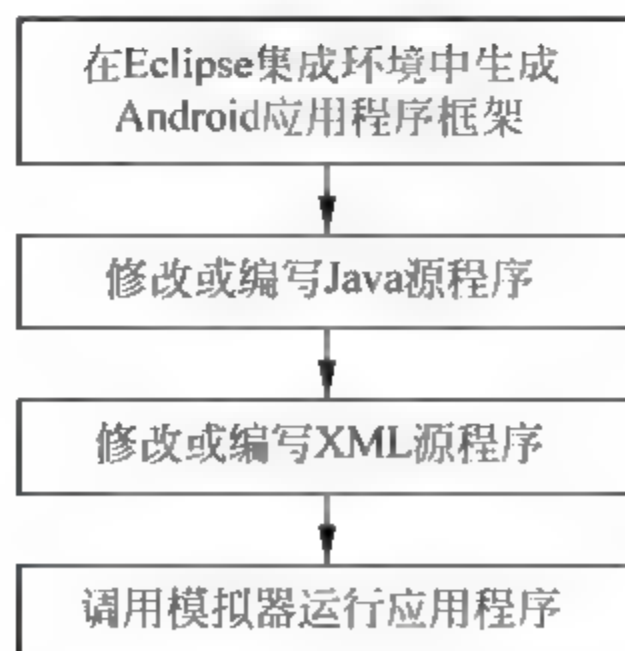 在Eclipse集成环境中生成
Android应用程序框架
修改或编写Java源程序
修改或编写XML源程序
调用模拟器运行应用程序